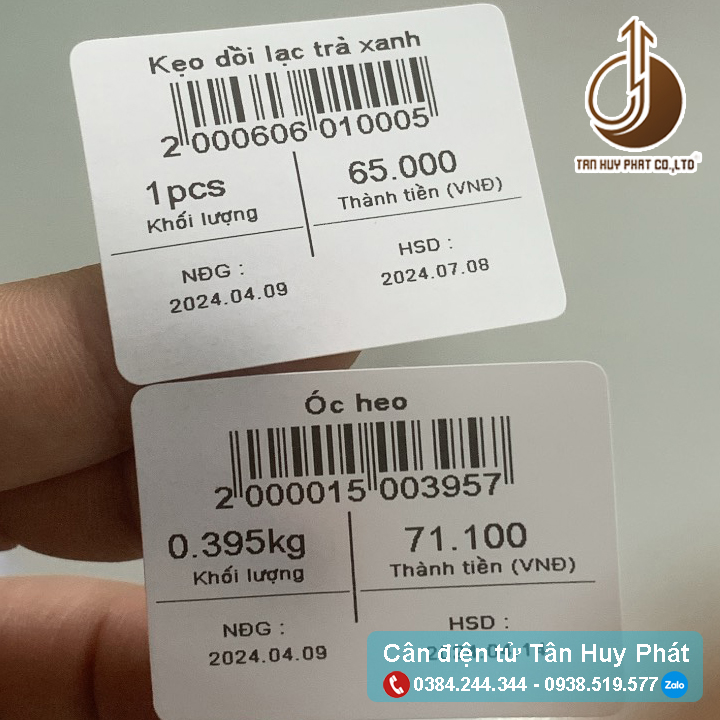 Kẹo dồi lạc trà xanh
2 000606 010005
1pcs
Khối lượng
65.000
Thành tiền (VNĐ)
NĐG :
2024.04.09
HSD :
2024.07.08
TÂN HUY PHÁT CO.,LTD
Óc heo
2 000015 003957
0.395kg
Khối lượng
71.100
Thành tiền (VNĐ)
NĐG :
2024.04.09
HSD :
Cân điện tử Tân Huy Phát
0384.244.344 - 0938.519.577
Zalo